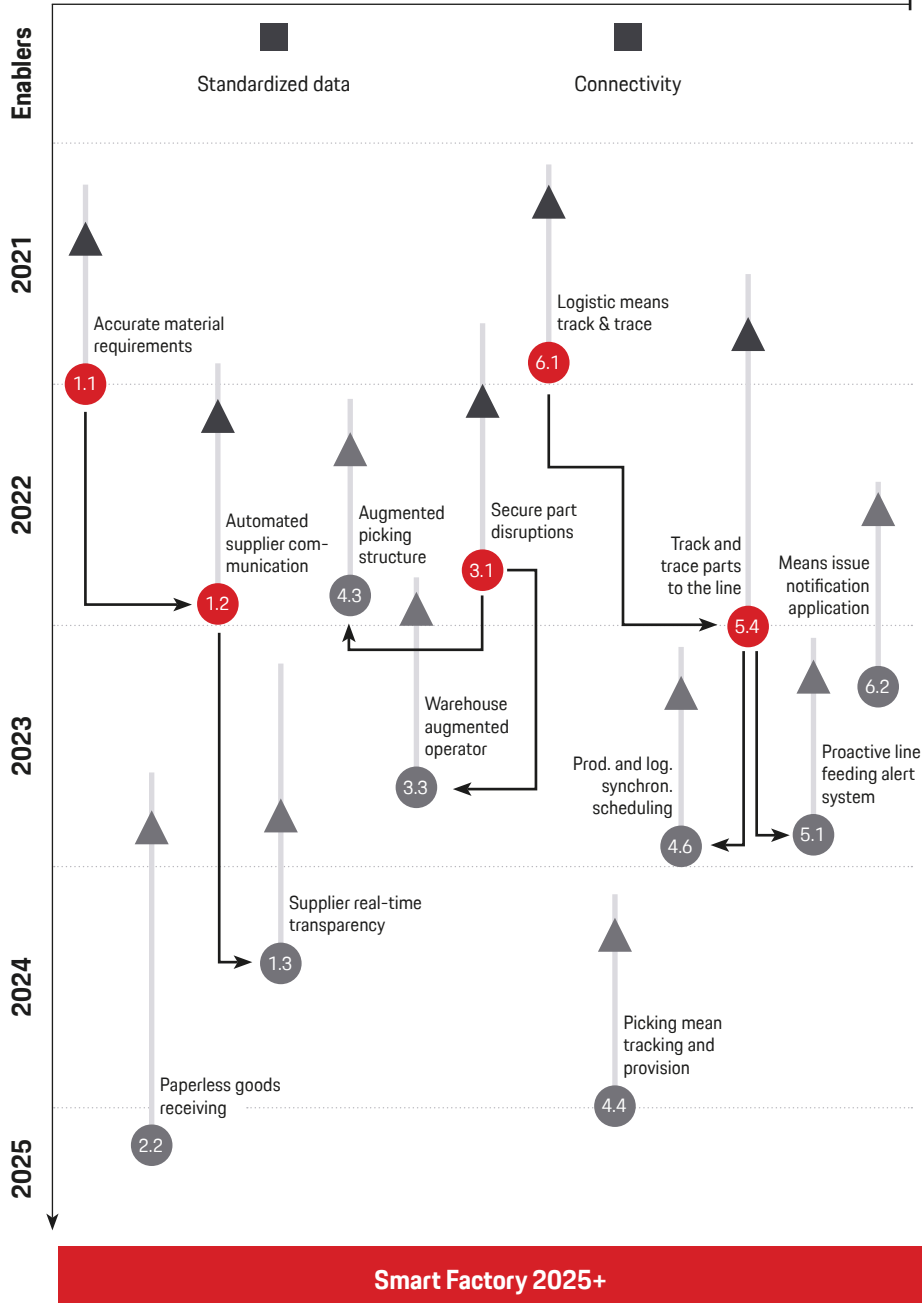 Enablers
Standardized data
Connectivity
2021
Accurate material
requirements
1.1
Logistic means
track & trace
6.1
2022
Automated
supplier com-
munication
1.2
Augmented
picking
structure
4.3
Secure part
disruptions
3.1
Track and
trace parts
to the line
5.4
Means issue
notification
application
6.2
2023
Warehouse
augmented
operator
3.3
Prod. and log.
synchron.
scheduling
4.6
Proactive line
feeding alert
system
5.1
2024
Supplier real-time
transparency
1.3
Picking mean
tracking and
provision
4.4
Paperless goods
receiving
2.2
2025
Smart Factory 2025+